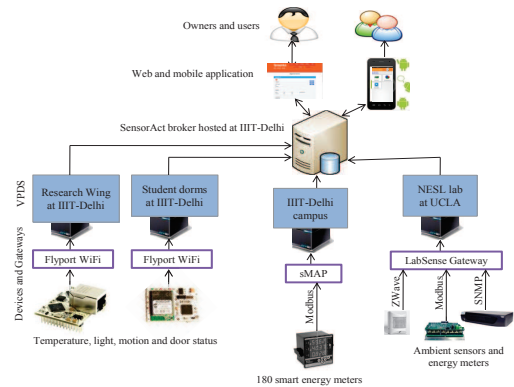 Owners and users
Web and mobile application
SensorAct broker hosted at IIIT-Delhi
VPDS
Research Wing
at IIIT-Delhi
Student dorms
at IIIT-Delhi
IIIT-Delhi
campus
NESL lab
at UCLA
Devices and Gateways
Flyport WiFi
Flyport WiFi
sMAP
LabSense Gateway
Modbus
ZWave
Modbus
SNMP
Temperature, light, motion and door status
180 smart energy meters
Ambient sensors and
energy meters